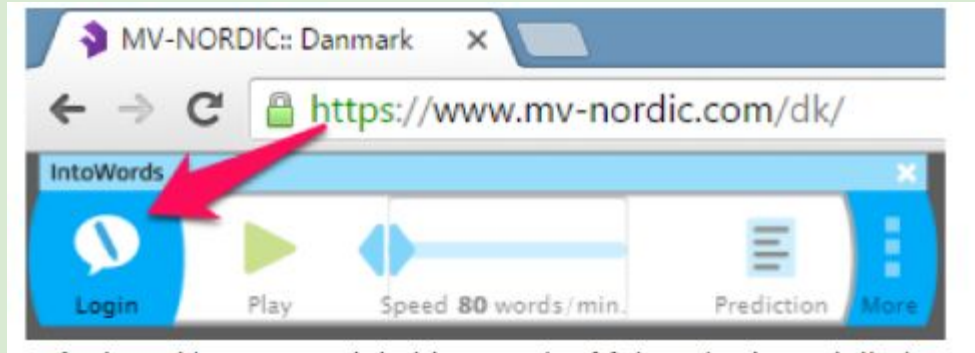 MV-NORDIC:: Danmark
https://www.mv-nordic.com/dk/
IntoWords
Login Play Speed 80 words/min. Prediction More